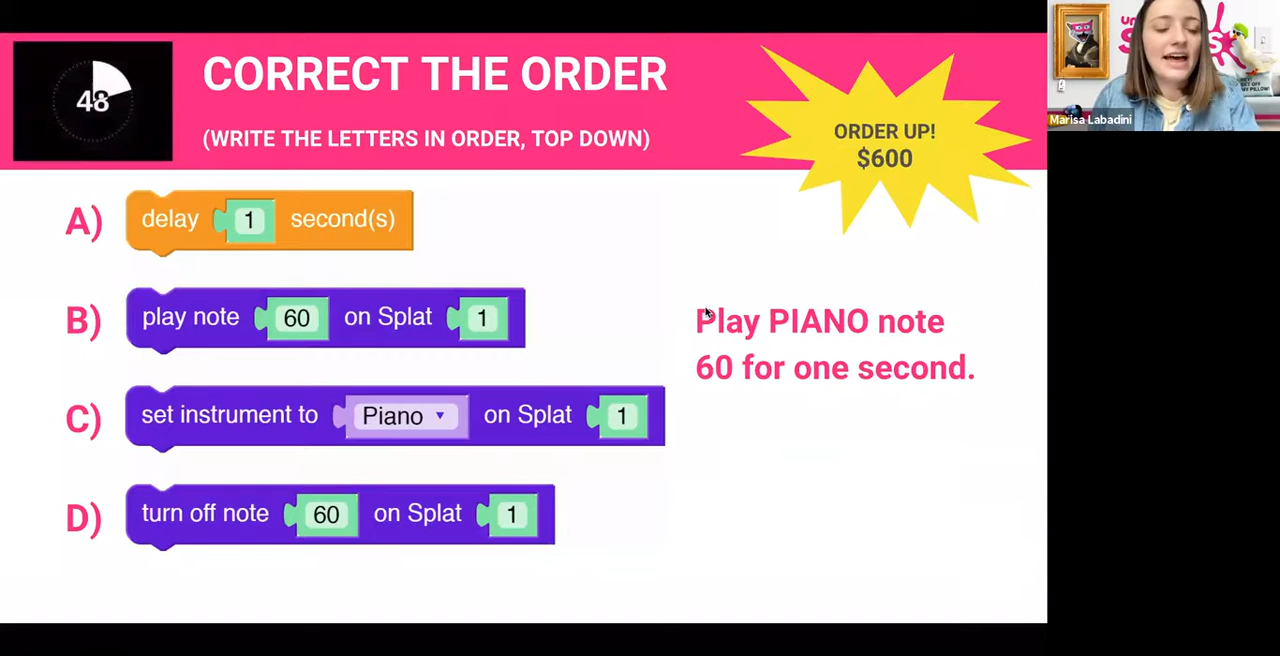 48
CORRECT THE ORDER
(WRITE THE LETTERS IN ORDER, TOP DOWN)
ORDER UP!
$600
Marisa Labadini
A) delay 1 second(s)
B) play note 60 on Splat 1
C) set instrument to Piano on Splat 1
D) turn off note 60 on Splat 1
Play PIANO note
60 for one second.